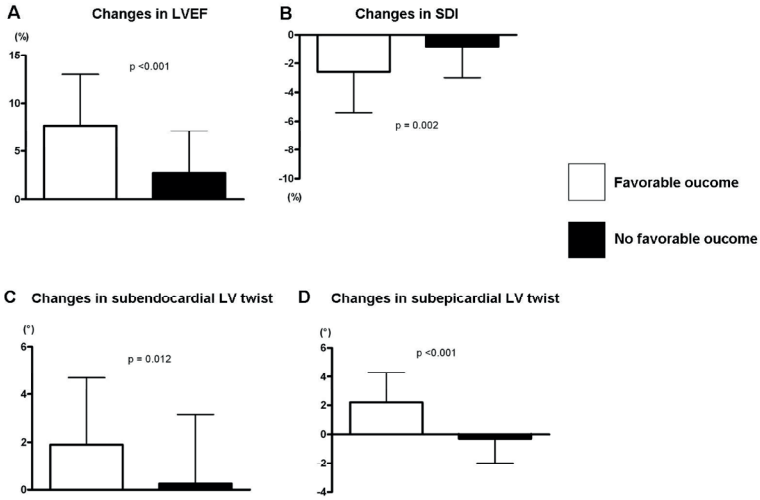 A
Changes in LVEF
(%)
15
10
5
0
p <0.001
B
Changes in SDI
0
-2
-4
-6
-8
-10
(%)
p = 0.002
Favorable oucome
No favorable oucome
C
Changes in subendocardial LV twist
(°)
6
4
2
0
p = 0.012
D
Changes in subepicardial LV twist
(°)
6
4
2
0
-2
-4
p <0.001